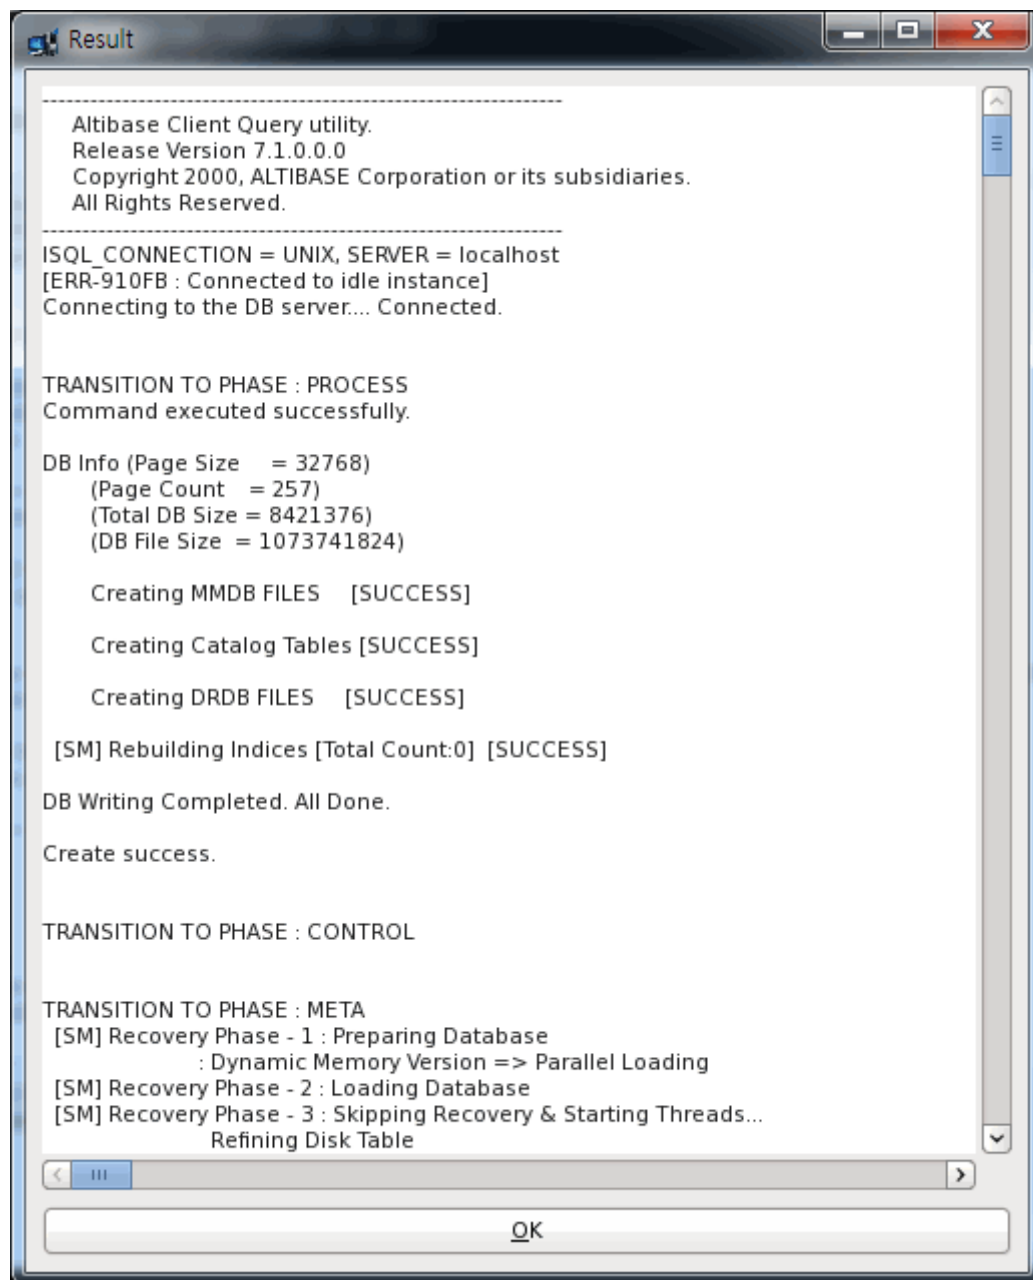 Result
-----------------------------------------------------------------
Altibase Client Query utility.
Release Version 7.1.0.0.0
Copyright 2000, ALTIBASE Corporation or its subsidiaries.
All Rights Reserved.
-----------------------------------------------------------------
ISQL_CONNECTION = UNIX, SERVER = localhost
[ERR-910FB : Connected to idle instance]
Connecting to the DB server.... Connected.
TRANSITION TO PHASE : PROCESS
Command executed successfully.
DB Info (Page Size     = 32768)
(Page Count    = 257)
(Total DB Size = 8421376)
(DB File Size  = 1073741824)
Creating MMDB FILES     [SUCCESS]
Creating Catalog Tables [SUCCESS]
Creating DRDB FILES     [SUCCESS]
[SM] Rebuilding Indices [Total Count:0]  [SUCCESS]
DB Writing Completed. All Done.
Create success.
TRANSITION TO PHASE : CONTROL
TRANSITION TO PHASE : META
[SM] Recovery Phase - 1 : Preparing Database
: Dynamic Memory Version => Parallel Loading
[SM] Recovery Phase - 2 : Loading Database
[SM] Recovery Phase - 3 : Skipping Recovery & Starting Threads...
Refining Disk Table
OK